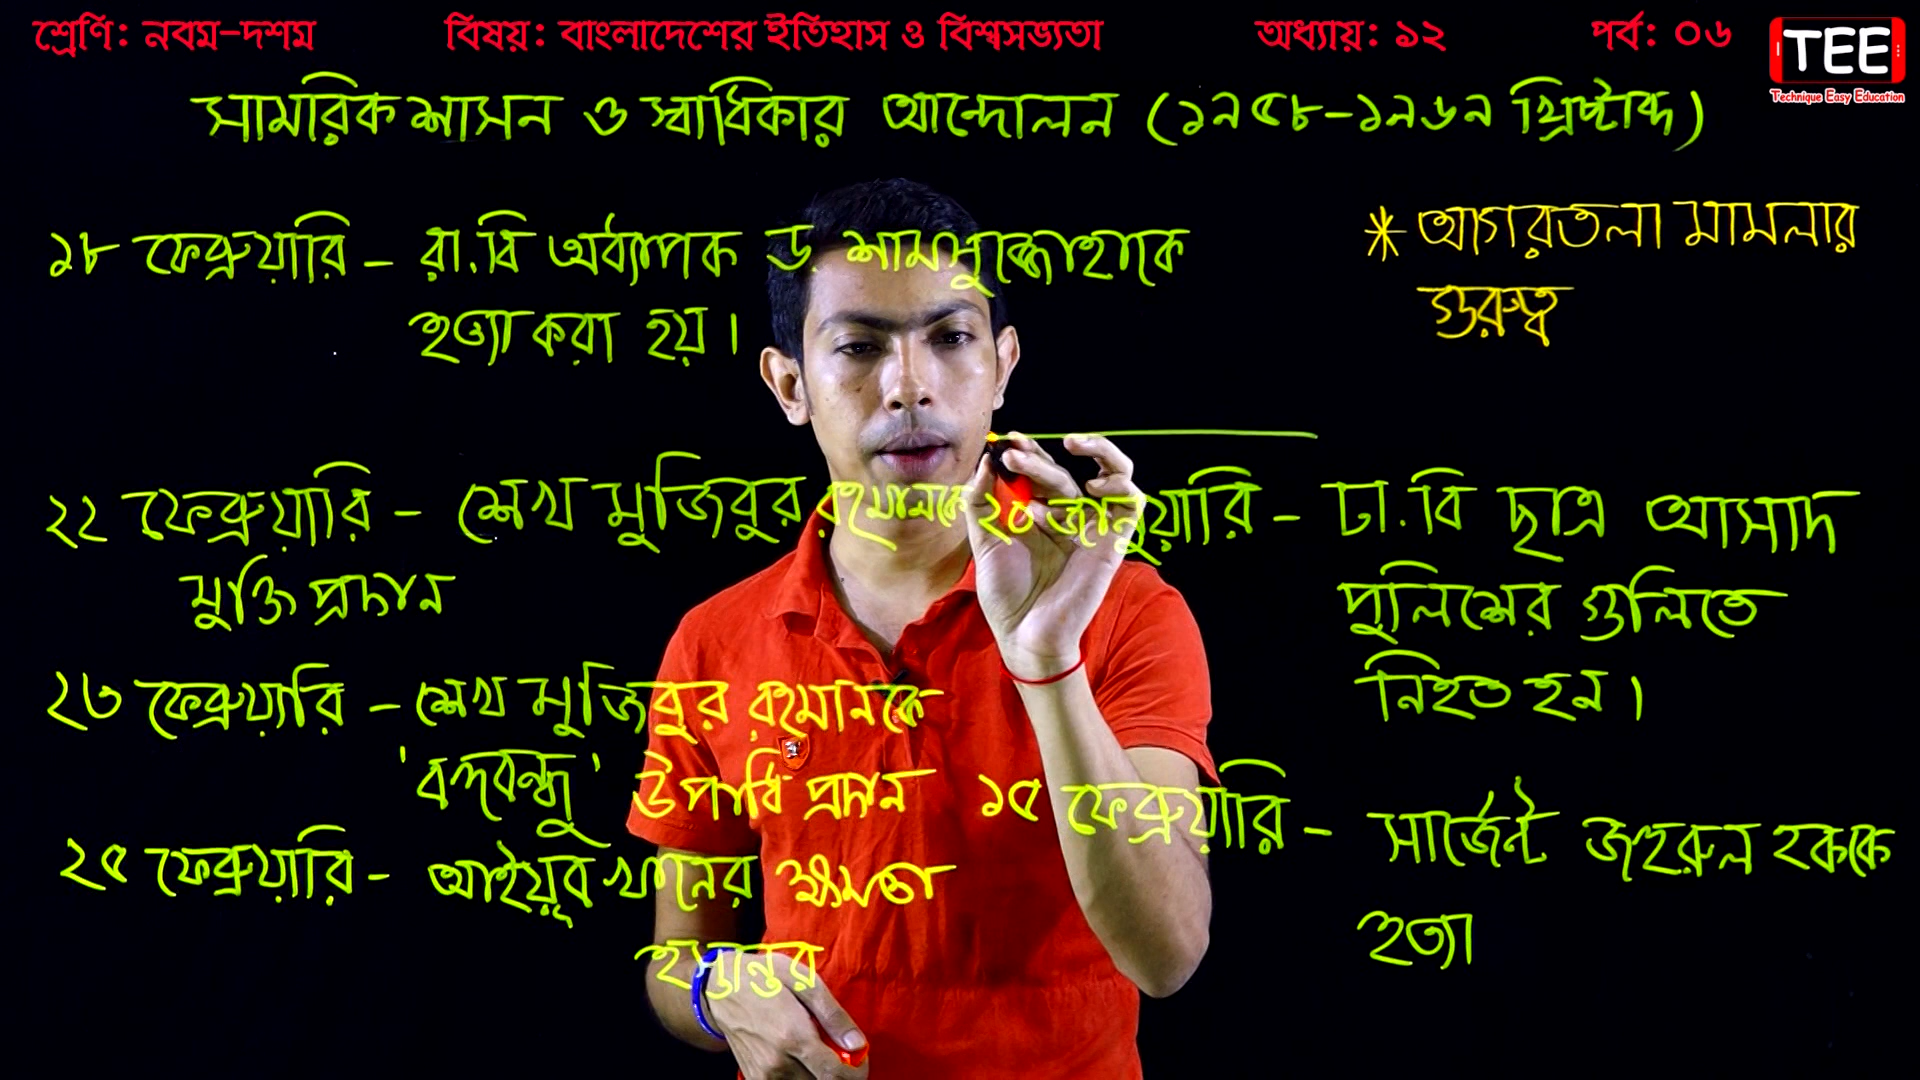 শ্রেণি: নবম-দশম বিষয়: বাংলাদেশের ইতিহাস ও বিশ্বসভ্যতা অধ্যায়: ১২ পর্ব: ০৬
TEE
Technique Easy Education
সামরিক শাসন ও স্বাধিকার আন্দোলন (১৯৫৮-১৯৬৯ খ্রিষ্টাব্দ)
১৮ ফেব্রুয়ারি - রা.বি অধ্যাপক ড. শামসুজ্জোহাকে
হত্যা করা হয়।
* আগরতলা মামলার
গুরুত্ব
২২ ফেব্রুয়ারি - শেখ মুজিবুর রহমানকে
মুক্তি প্রদান
২৩ ফেব্রুয়ারি - শেখ মুজিবুর রহমানকে
'বঙ্গবন্ধু' উপাধি প্রদান
২৫ ফেব্রুয়ারি - আইয়ূব খানের ক্ষমতা
হস্তান্তর
২০ জানুয়ারি - ঢা.বি ছাত্র আসাদ
পুলিশের গুলিতে
নিহত হন।
১৫ ফেব্রুয়ারি - সার্জেন্ট জহুরুল হককে
হত্যা